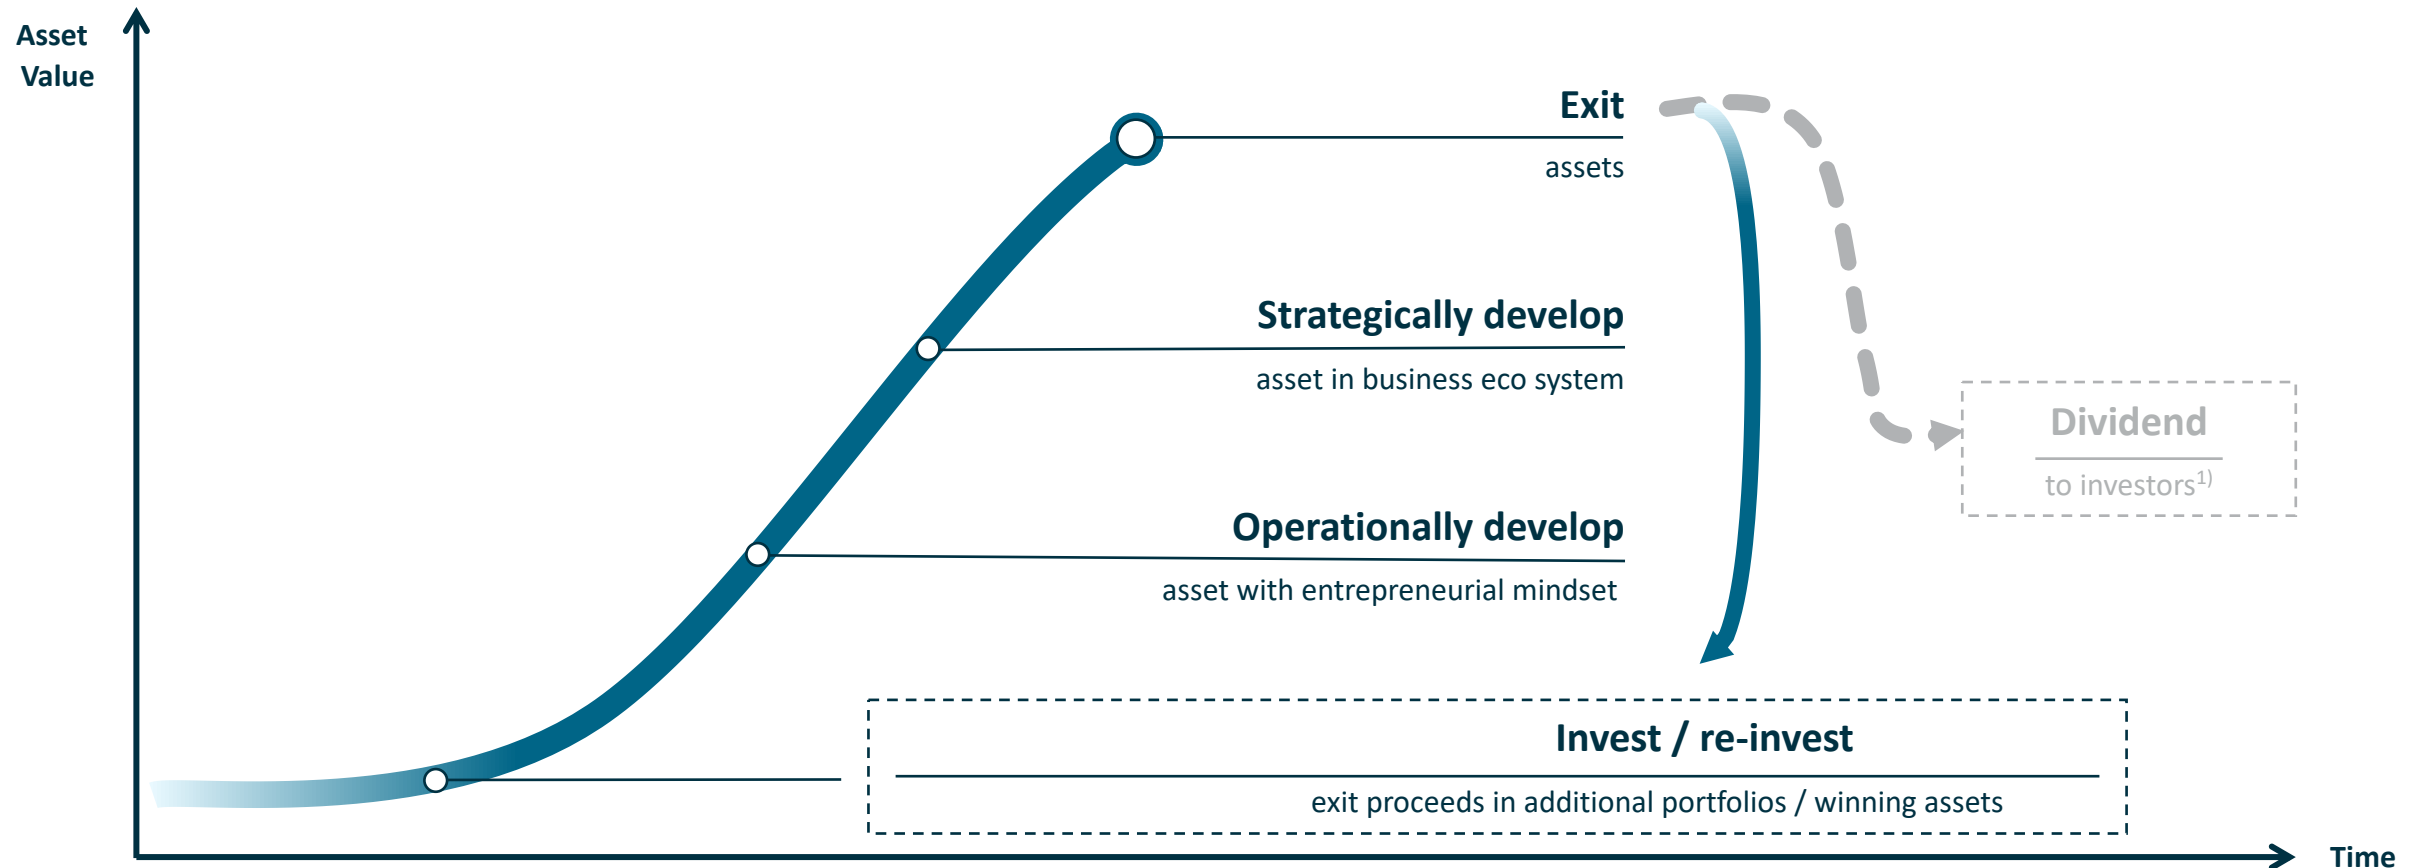 Asset
Value
Exit
assets
Strategically develop
asset in business eco system
Dividend
to investors¹⁾
Operationally develop
asset with entrepreneurial mindset
Invest / re-invest
exit proceeds in additional portfolios / winning assets
Time